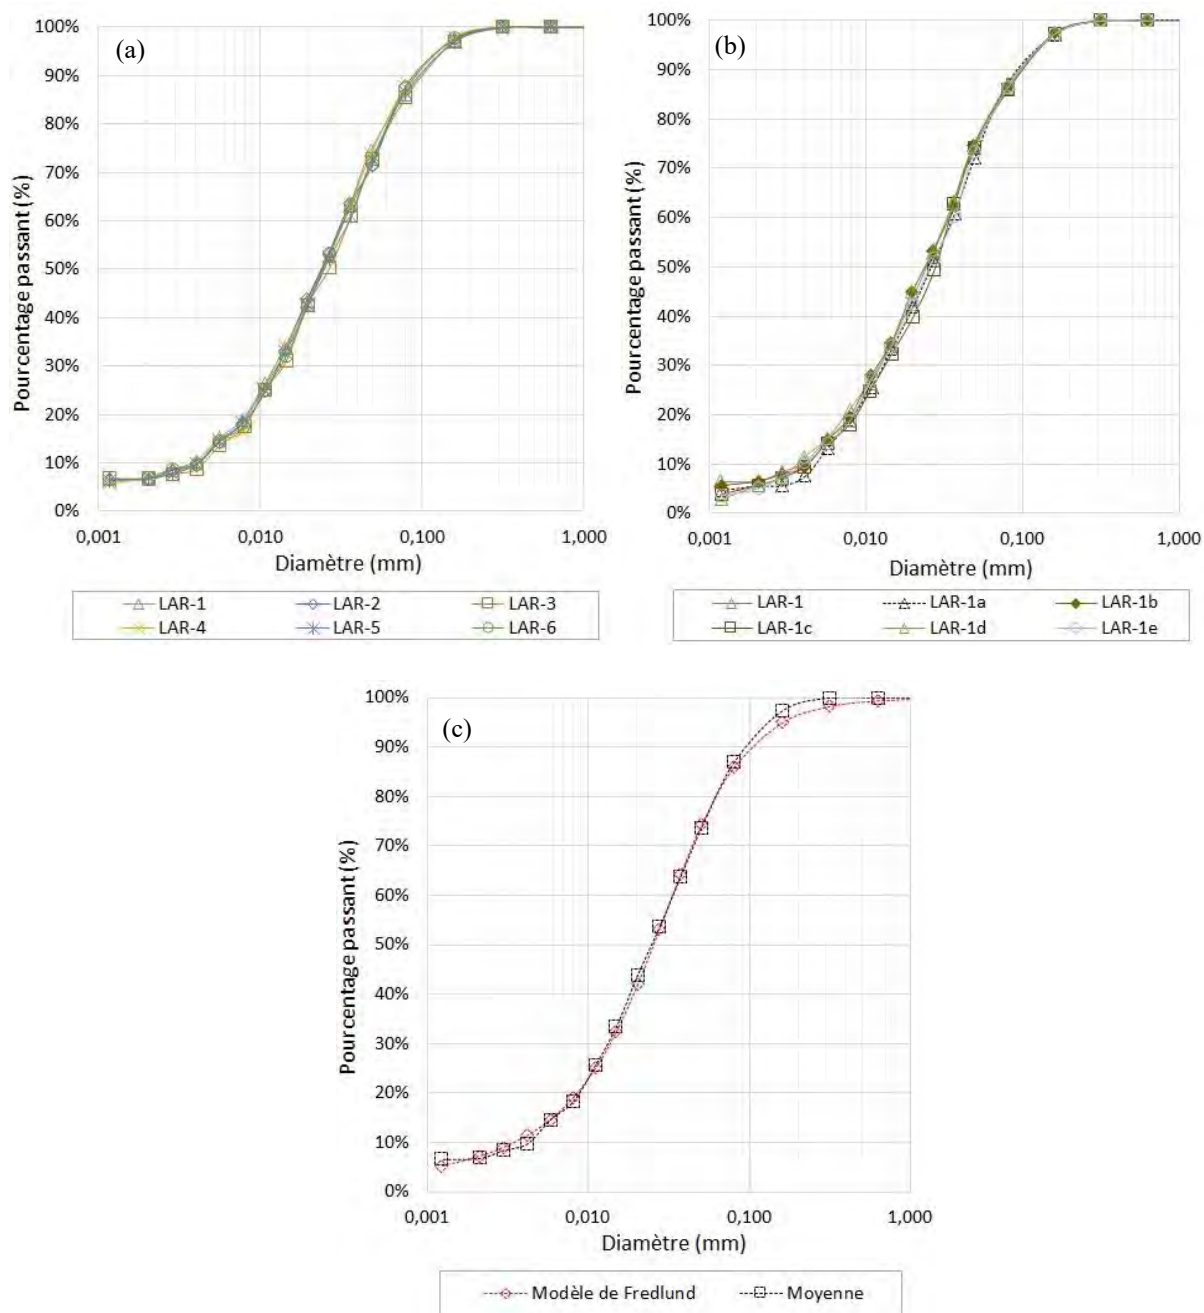 (a)
Pourcentage passant (%)
100%
90%
80%
70%
60%
50%
40%
30%
20%
10%
0%
0,001 0,010 0,100 1,000
Diamètre (mm)
LAR-1 LAR-2 LAR-3
LAR-4 LAR-5 LAR-6
(b)
Pourcentage passant (%)
100%
90%
80%
70%
60%
50%
40%
30%
20%
10%
0%
0,001 0,010 0,100 1,000
Diamètre (mm)
LAR-1 LAR-1a LAR-1b
LAR-1c LAR-1d LAR-1e
(c)
Pourcentage passant (%)
100%
90%
80%
70%
60%
50%
40%
30%
20%
10%
0%
0,001 0,010 0,100 1,000
Diamètre (mm)
Modèle de Fredlund Moyenne